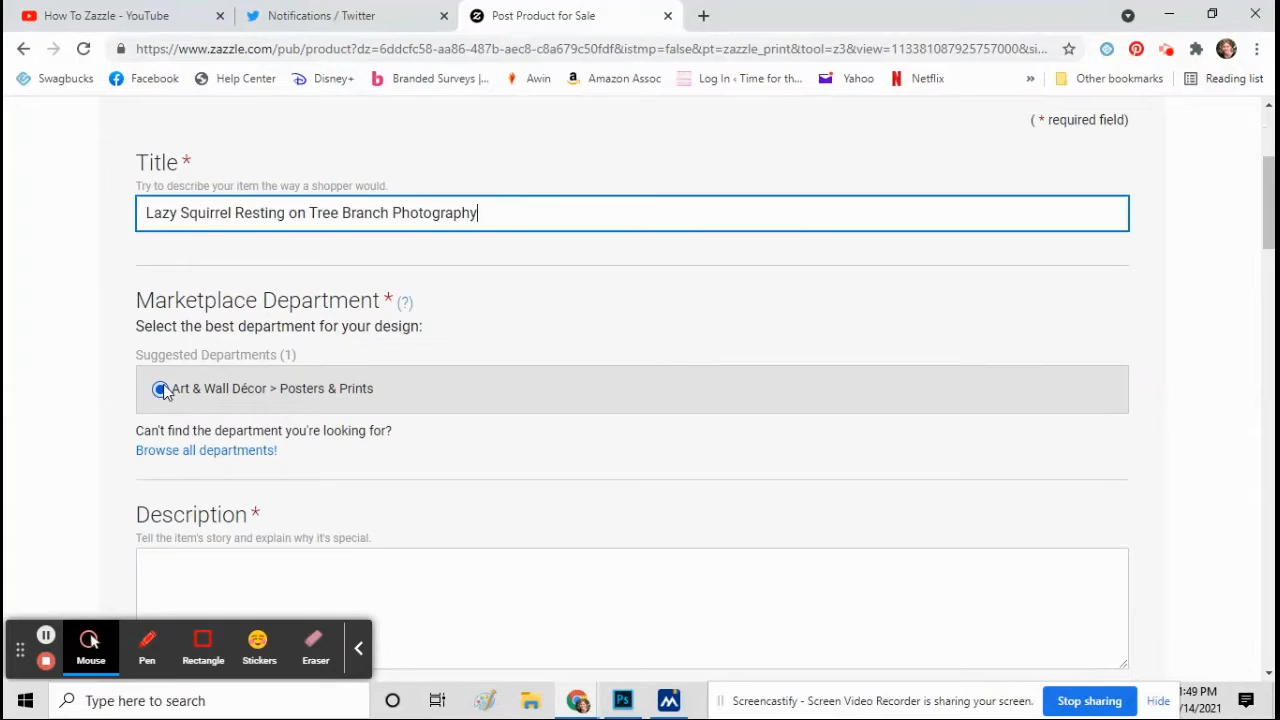 How To Zazzle - YouTube
Notifications / Twitter
Post Product for Sale
https://www.zazzle.com/pub/product?dz=6ddcfc58-aa86-487b-aec8-c8a679c50fdf&istmp=false&pt=zazzle_print&tool=z3&view=113381087925757000&si...
Swagbucks Facebook Help Center Disney+ Branded Surveys |... Awin Amazon Assoc Log In ‹ Time for th... Yahoo Netflix » Other bookmarks Reading list
( * required field)
Title *
Try to describe your item the way a shopper would.
Lazy Squirrel Resting on Tree Branch Photography
Marketplace Department * (?)
Select the best department for your design:
Suggested Departments (1)
Art & Wall Décor > Posters & Prints
Can't find the department you're looking for?
Browse all departments!
Description *
Tell the item's story and explain why it's special.
Mouse Pen Rectangle Stickers Eraser
Type here to search
Screencastify - Screen Video Recorder is sharing your screen.
Stop sharing
Hide
:49 PM
/14/2021